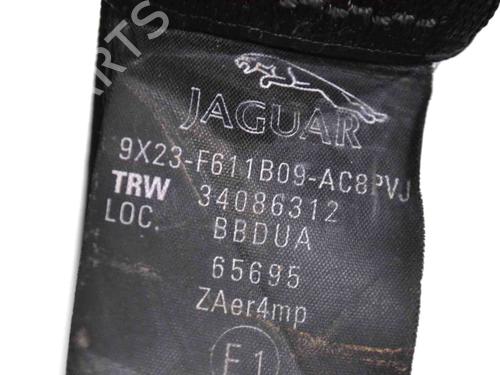 JAGUAR
9X23-F611B09-AC8PVJ
TRW 34086312
LOC. BBDUA
65695
ZAer4mp
E1